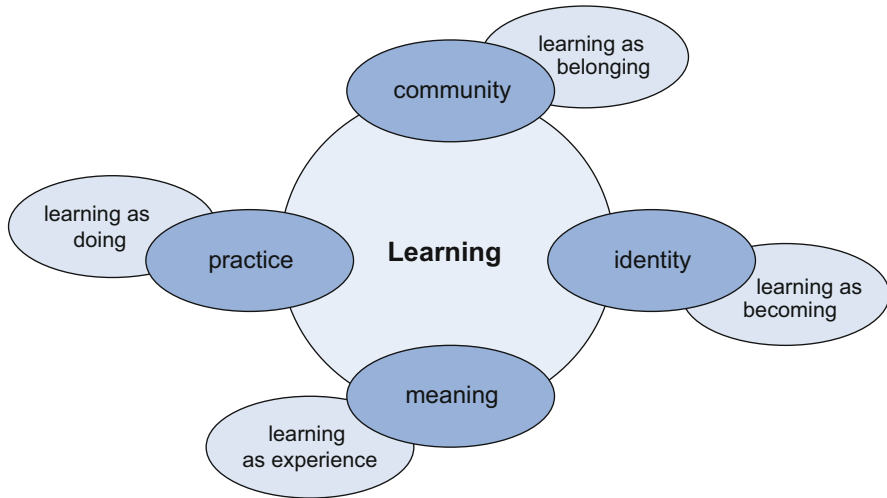 learning as
belonging
community
learning as
doing
practice
Learning
identity
learning as
becoming
meaning
learning
as experience